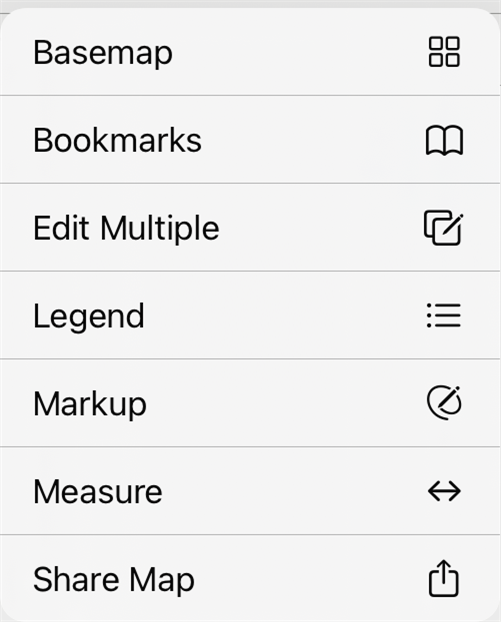 Basemap
Bookmarks
Edit Multiple
Legend
Markup
Measure
Share Map